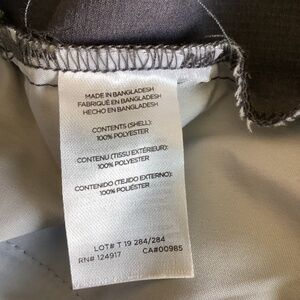 MADE IN BANGLADESH
FABRIQUÉ EN BANGLADESH
HECHO EN BANGLADESH
CONTENTS (SHELL):
100% POLYESTER
CONTENU (TISSU EXTÉRIEUR):
100% POLYESTER
CONTENIDO (TEJIDO EXTERNO):
100% POLIÉSTER
LOT# T 19 284/284
RN# 124917 CA#00985